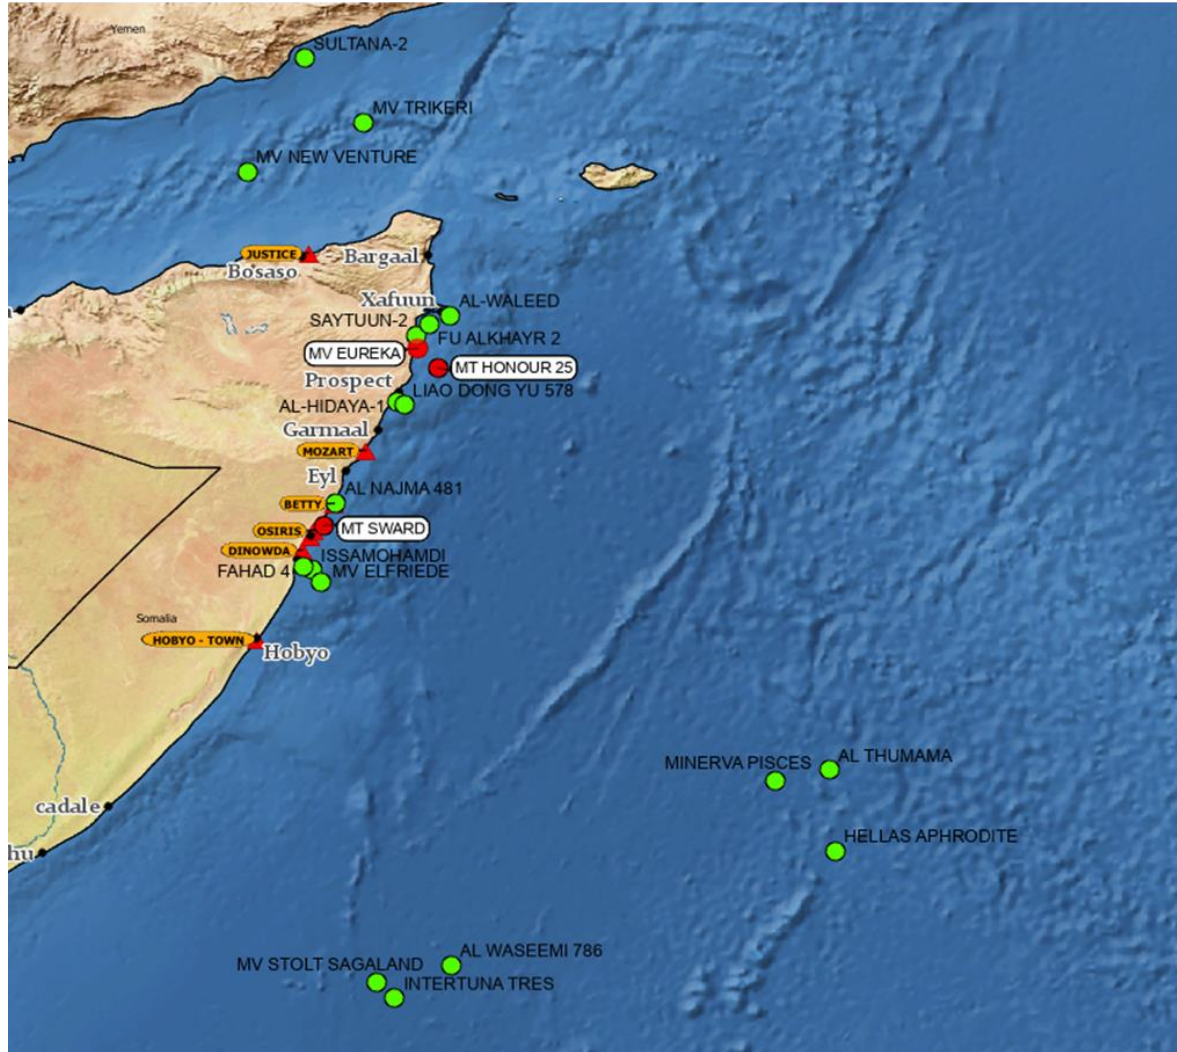 Yemen
SULTANA-2
MV TRIKERI
MV NEW VENTURE
JUSTICE
Bosaso
Bargaal
Xafuun
AL-WALEED
SAYTUUN-2
FU ALKHAYR 2
MV EUREKA
MT HONOUR 25
Prospect
LIAO DONG YU 578
AL-HIDAYA-1
Garmaal
MOZART
Eyl
AL NAJMA 481
BETTY
OSIRIS
MT SWARD
DINOWDA
ISSAMOHAMDI
FAHAD 4
MV ELFRIEDE
Somalia
HOBYO - TOWN
Hobyo
MINERVA PISCES
AL THUMAMA
cadale
HELLAS APHRODITE
hu
AL WASEEMI 786
MV STOLT SAGALAND
INTERTUNA TRES